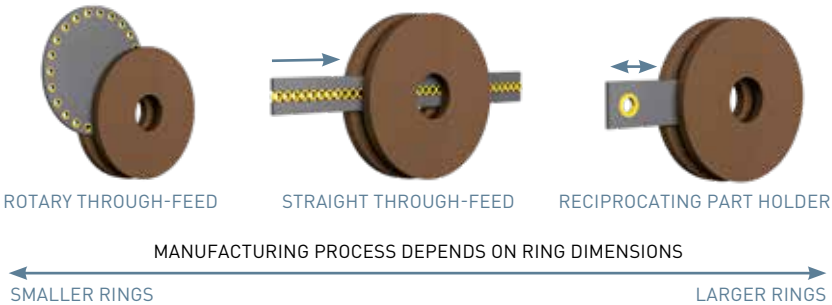 ROTARY THROUGH-FEED
STRAIGHT THROUGH-FEED
RECIPROCATING PART HOLDER
MANUFACTURING PROCESS DEPENDS ON RING DIMENSIONS
SMALLER RINGS
LARGER RINGS